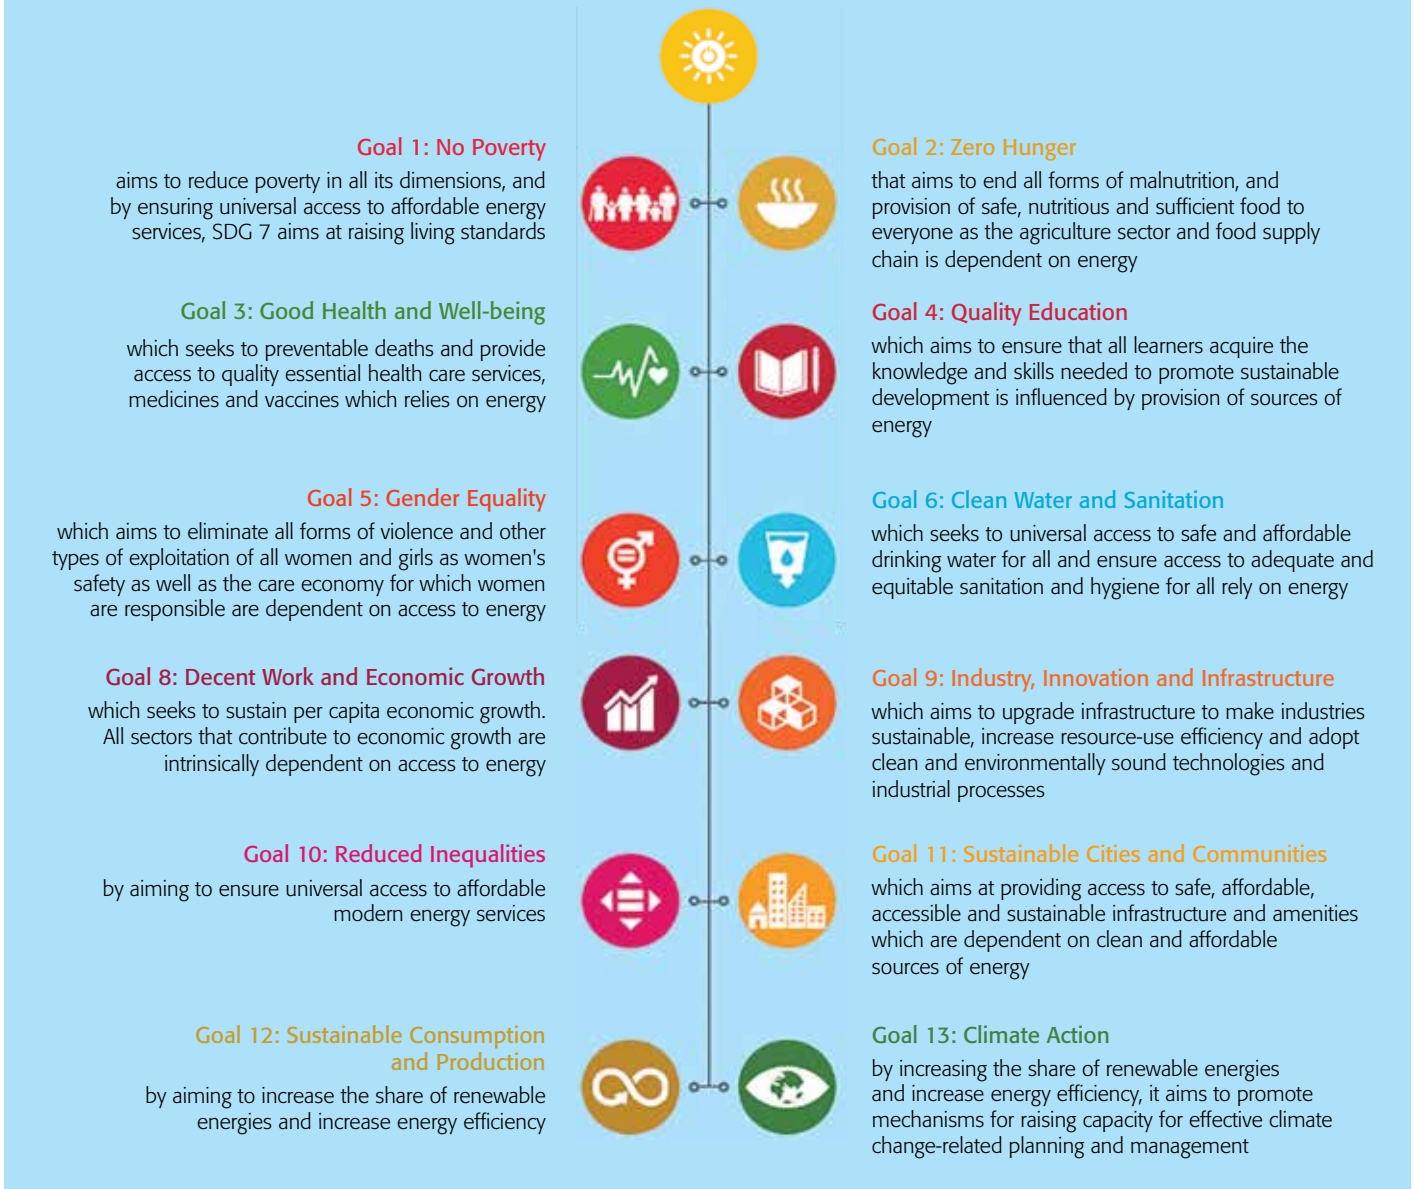 Goal 1: No Poverty
aims to reduce poverty in all its dimensions, and
by ensuring universal access to affordable energy
services, SDG 7 aims at raising living standards
Goal 2: Zero Hunger
that aims to end all forms of malnutrition, and
provision of safe, nutritious and sufficient food to
everyone as the agriculture sector and food supply
chain is dependent on energy
Goal 3: Good Health and Well-being
which seeks to preventable deaths and provide
access to quality essential health care services,
medicines and vaccines which relies on energy
Goal 4: Quality Education
which aims to ensure that all learners acquire the
knowledge and skills needed to promote sustainable
development is influenced by provision of sources of
energy
Goal 5: Gender Equality
which aims to eliminate all forms of violence and other
types of exploitation of all women and girls as women's
safety as well as the care economy for which women
are responsible are dependent on access to energy
Goal 6: Clean Water and Sanitation
which seeks to universal access to safe and affordable
drinking water for all and ensure access to adequate and
equitable sanitation and hygiene for all rely on energy
Goal 8: Decent Work and Economic Growth
which seeks to sustain per capita economic growth.
All sectors that contribute to economic growth are
intrinsically dependent on access to energy
Goal 9: Industry, Innovation and Infrastructure
which aims to upgrade infrastructure to make industries
sustainable, increase resource-use efficiency and adopt
clean and environmentally sound technologies and
industrial processes
Goal 10: Reduced Inequalities
by aiming to ensure universal access to affordable
modern energy services
Goal 11: Sustainable Cities and Communities
which aims at providing access to safe, affordable,
accessible and sustainable infrastructure and amenities
which are dependent on clean and affordable
sources of energy
Goal 12: Sustainable Consumption
and Production
by aiming to increase the share of renewable
energies and increase energy efficiency
Goal 13: Climate Action
by increasing the share of renewable energies
and increase energy efficiency, it aims to promote
mechanisms for raising capacity for effective climate
change-related planning and management